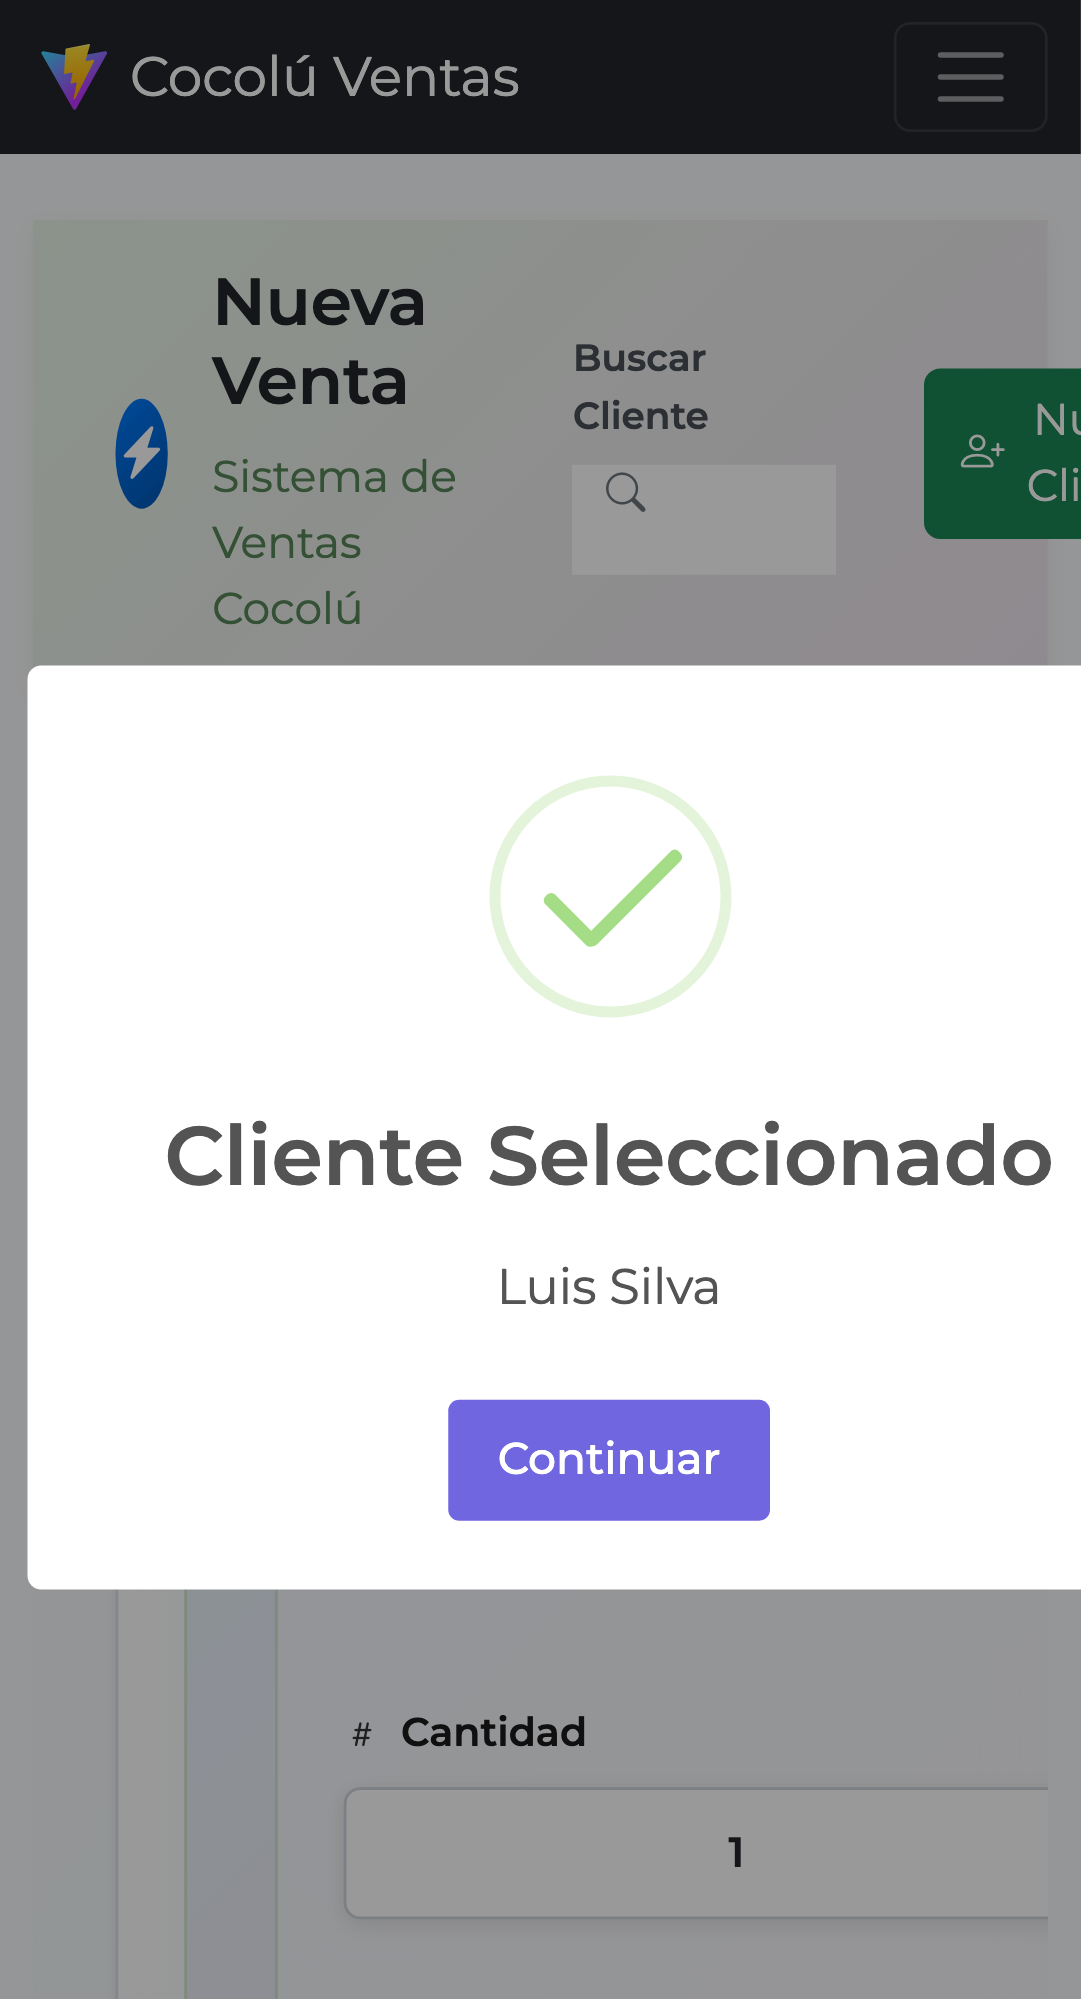 Cocolú Ventas
Nueva
Venta
Sistema de
Ventas
Cocolú
Buscar
Cliente
Nu
Cli
Cliente Seleccionado
Luis Silva
Continuar
# Cantidad
1